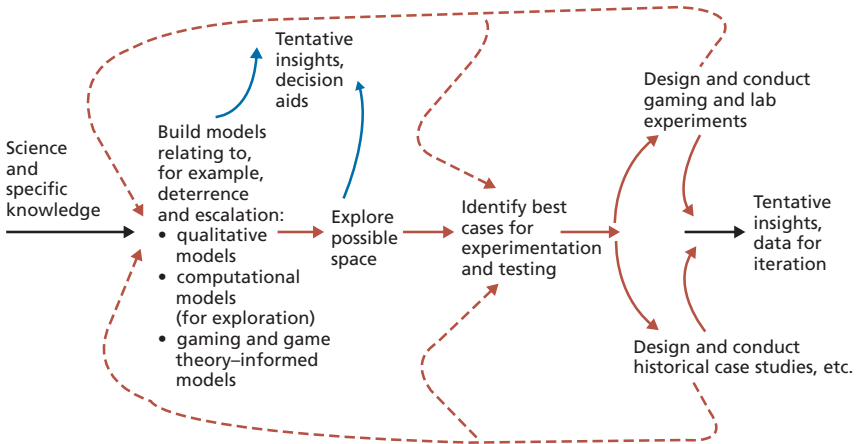 Science
and
specific
knowledge
Build models
relating to,
for example,
deterrence
and escalation:
• qualitative
models
• computational
models
(for exploration)
• gaming and game
theory–informed
models
Tentative
insights,
decision
aids
Explore
possible
space
Identify best
cases for
experimentation
and testing
Design and conduct
gaming and lab
experiments
Design and conduct
historical case studies, etc.
Tentative
insights,
data for
iteration